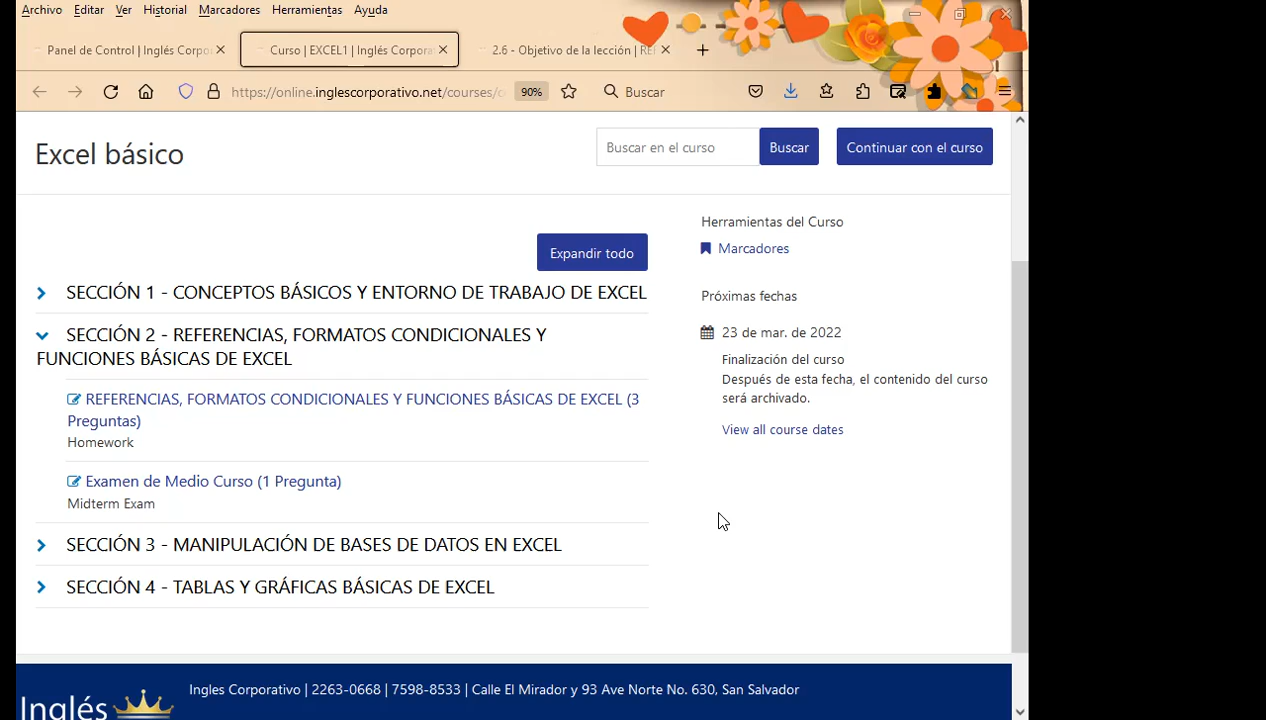 Archivo Editar Ver Historial Marcadores Herramientas Ayuda
Panel de Control | Inglés Corpo
Curso | EXCEL1 | Inglés Corpora
2.6 - Objetivo de la lección | RE
https://online.inglescorporativo.net/courses/c
90%
Buscar
Excel básico
Buscar en el curso
Buscar
Continuar con el curso
Expandir todo
SECCIÓN 1 - CONCEPTOS BÁSICOS Y ENTORNO DE TRABAJO DE EXCEL
SECCIÓN 2 - REFERENCIAS, FORMATOS CONDICIONALES Y
FUNCIONES BÁSICAS DE EXCEL
REFERENCIAS, FORMATOS CONDICIONALES Y FUNCIONES BÁSICAS DE EXCEL (3
Preguntas)
Homework
Examen de Medio Curso (1 Pregunta)
Midterm Exam
SECCIÓN 3 - MANIPULACIÓN DE BASES DE DATOS EN EXCEL
SECCIÓN 4 - TABLAS Y GRÁFICAS BÁSICAS DE EXCEL
Herramientas del Curso
Marcadores
Próximas fechas
23 de mar. de 2022
Finalización del curso
Después de esta fecha, el contenido del curso
será archivado.
View all course dates
Ingles Corporativo | 2263-0668 | 7598-8533 | Calle El Mirador y 93 Ave Norte No. 630, San Salvador
Inglés